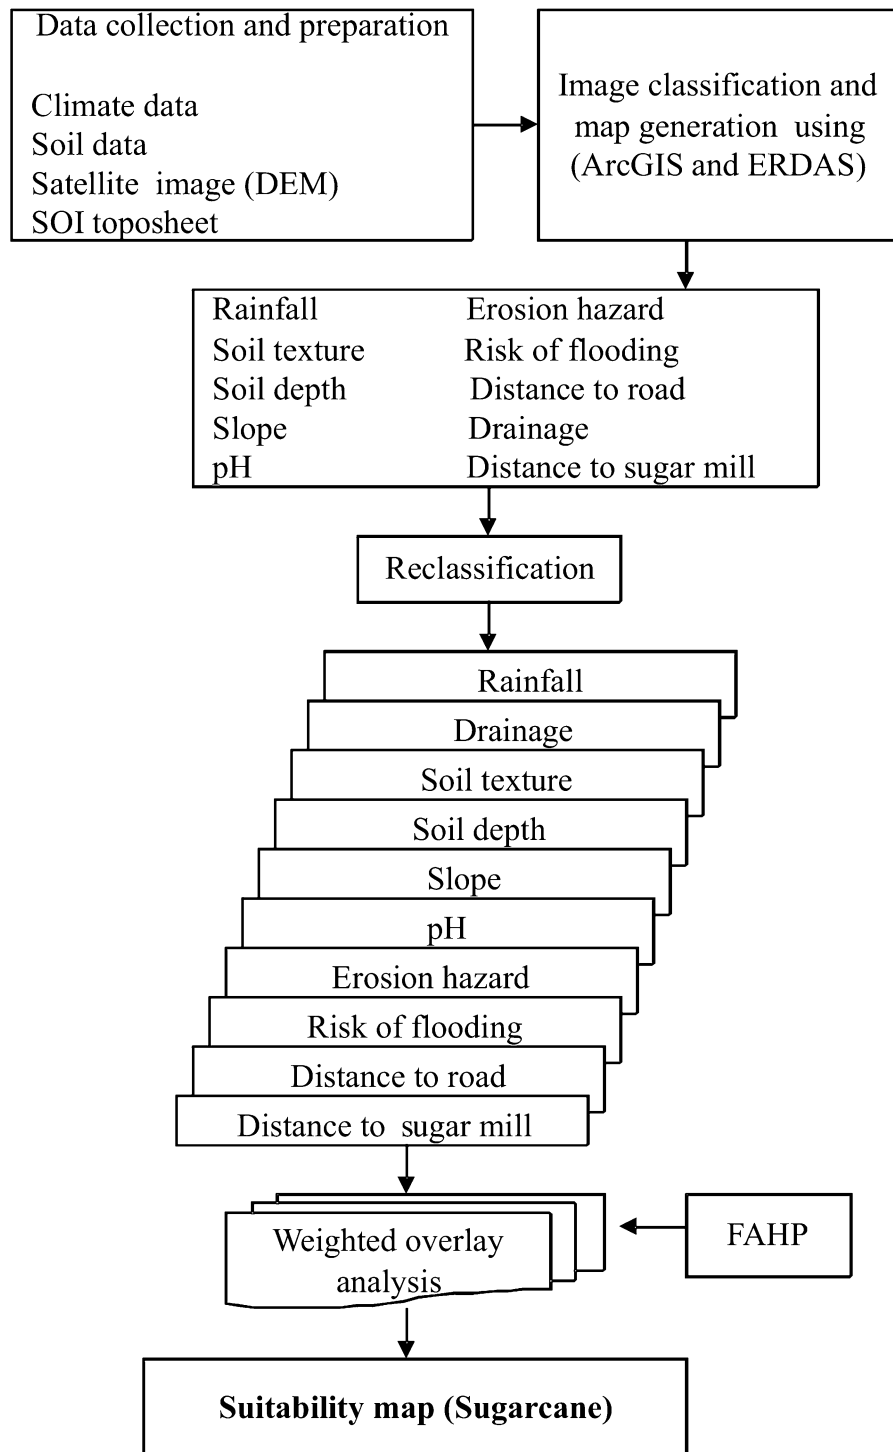 Data collection and preparation
Climate data
Soil data
Satellite image (DEM)
SOI toposheet
Image classification and
map generation using
(ArcGIS and ERDAS)
Rainfall Erosion hazard
Soil texture Risk of flooding
Soil depth Distance to road
Slope Drainage
pH Distance to sugar mill
Reclassification
Rainfall
Drainage
Soil texture
Soil depth
Slope
pH
Erosion hazard
Risk of flooding
Distance to road
Distance to sugar mill
Weighted overlay
analysis
FAHP
Suitability map (Sugarcane)